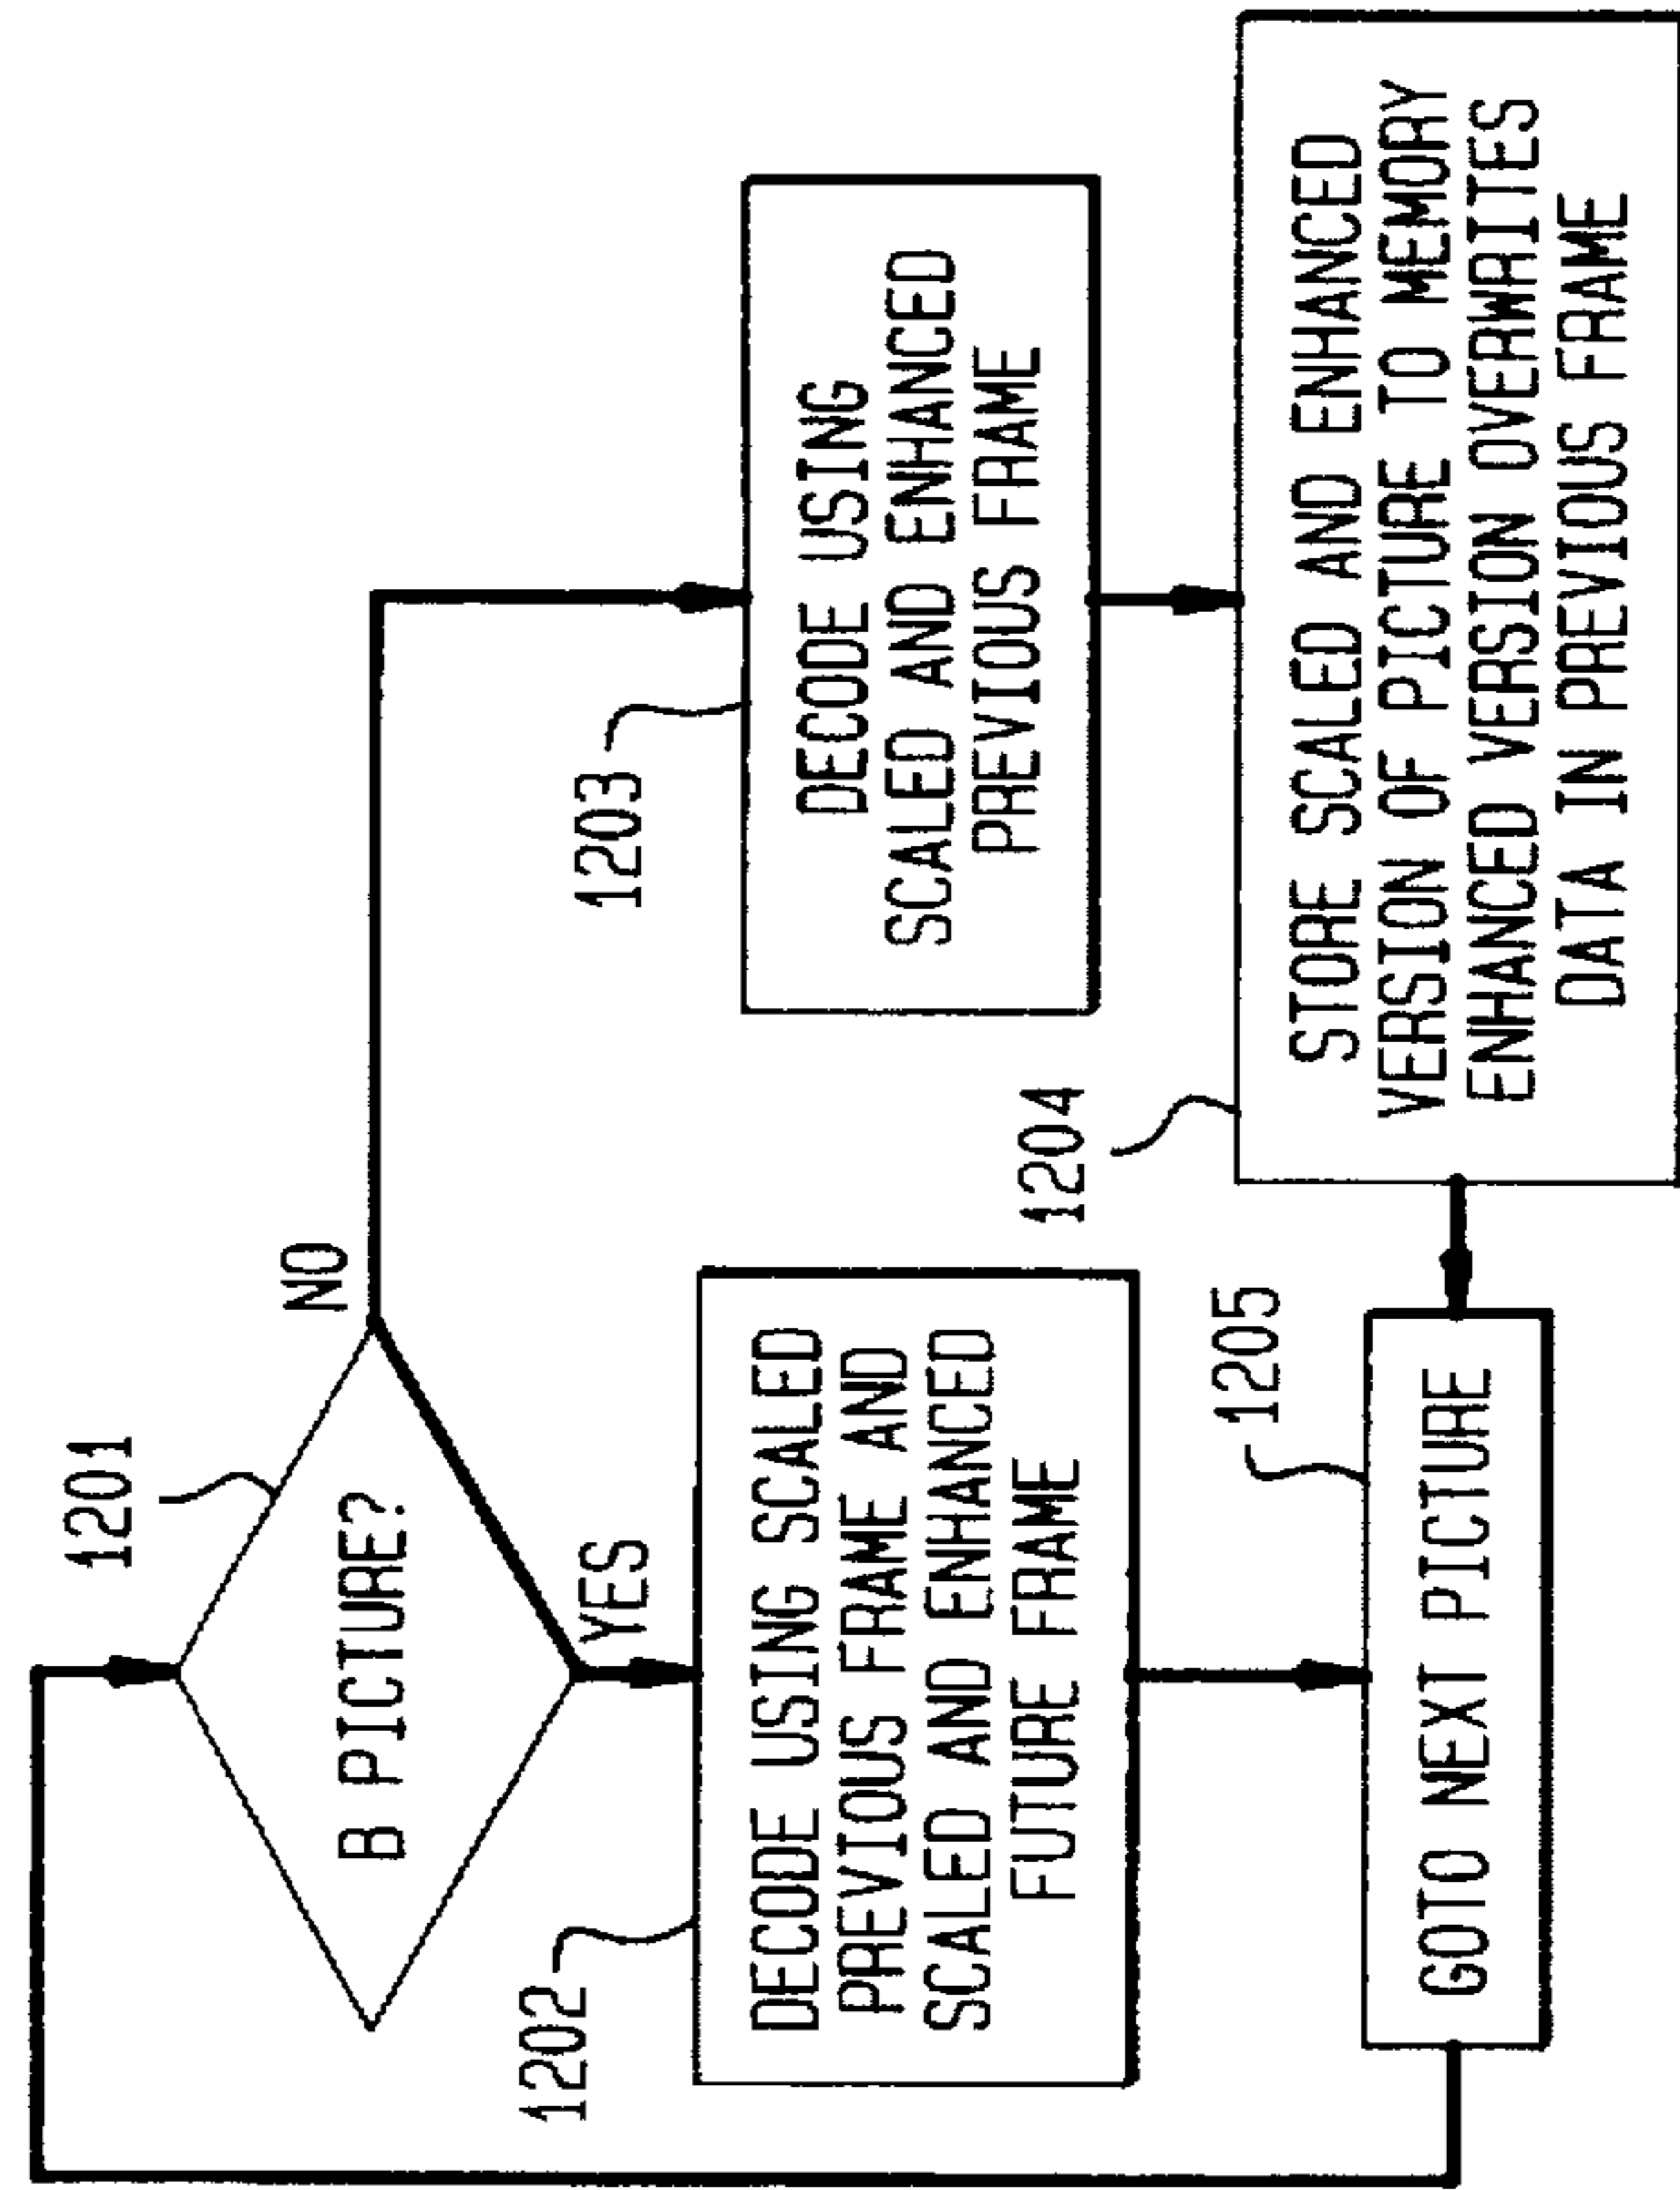 1201
B PICTURE?
NO
YES
1202
DECODE USING SCALED
PREVIOUS FRAME AND
SCALED AND ENHANCED
FUTURE FRAME
1203
DECODE USING
SCALED AND ENHANCED
PREVIOUS FRAME
1204
STORE SCALED AND ENHANCED
VERSION OF PICTURE TO MEMORY
ENHANCED VERSION OVERWRITES
DATA IN PREVIOUS FRAME
1205
GOTO NEXT PICTURE